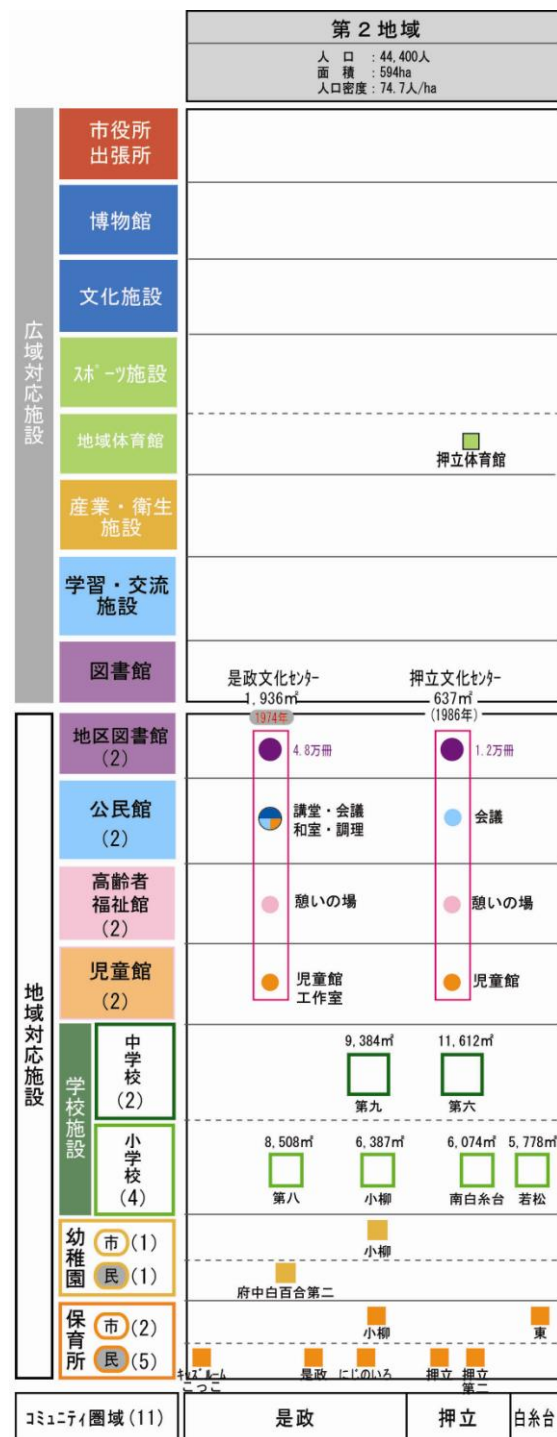 第２地域
人　口　：44,400人
面　積　：594ha
人口密度：74.7人/ha
広域対応施設
市役所
出張所
博物館
文化施設
ｽﾎﾟｰﾂ施設
地域体育館
押立体育館
産業・衛生
施設
学習・交流
施設
図書館
是政文化ｾﾝﾀｰ
1,936㎡
1974年
押立文化ｾﾝﾀｰ
637㎡
(1986年)
地域対応施設
地区図書館
(2)
4.8万冊
1.2万冊
公民館
(2)
講堂・会議
和室・調理
会議
高齢者
福祉館
(2)
憩いの場
憩いの場
児童館
(2)
児童館
工作室
児童館
学校施設
中学校
(2)
9,384㎡
第九
11,612㎡
第六
小学校
(4)
8,508㎡
第八
6,387㎡
小柳
6,074㎡
南白糸台
5,778㎡
若松
幼稚園
市 (1)
小柳
民 (1)
府中白百合第二
保育所
市 (2)
小柳
東
民 (5)
ｷｯｽﾞﾙｰﾑ
こっこ
是政
にじのいろ
押立
押立
第二
ｺﾐｭﾆﾃｨ圏域(11)
是政
押立
白糸台